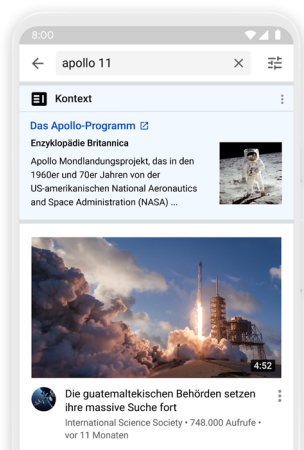 8:00
apollo 11
Kontext
Das Apollo-Programm
Enzyklopädie Britannica
Apollo Mondlandungsprojekt, das in den
1960er und 70er Jahren von der
US-amerikanischen National Aeronautics
and Space Administration (NASA) ...
4:52
Die guatemaltekischen Behörden setzen
ihre massive Suche fort
International Science Society • 748.000 Aufrufe •
vor 11 Monaten